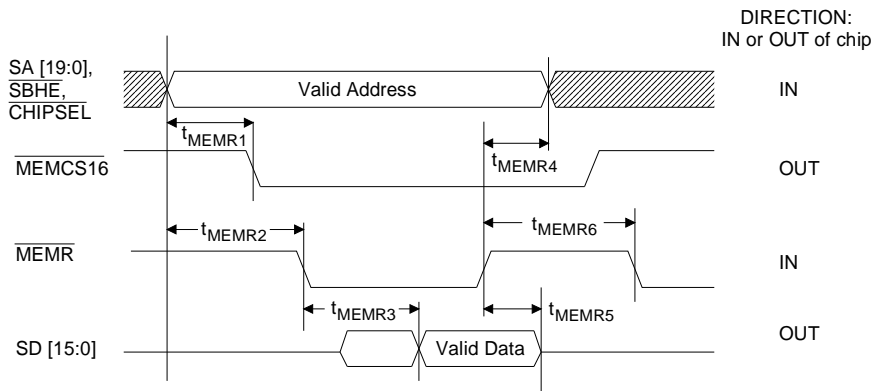 DIRECTION:
IN or OUT of chip
SA [19:0],
SBHE,
CHIPSEL
Valid Address
IN
tMEMR1
tMEMR4
MEMCS16
OUT
tMEMR2
tMEMR6
MEMR
IN
tMEMR3
tMEMR5
OUT
SD [15:0]
Valid Data